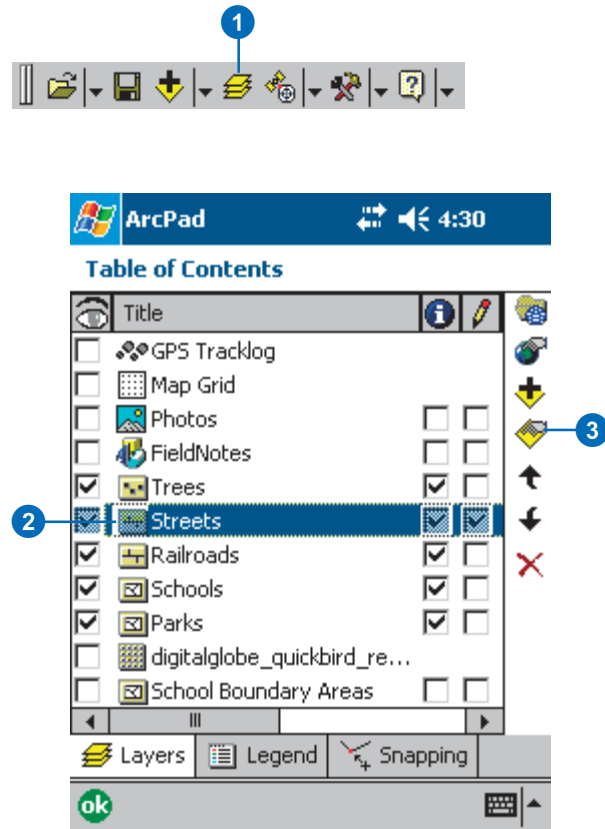 1
ArcPad 4:30
Table of Contents
Title
GPS Tracklog
Map Grid
Photos
FieldNotes
3
Trees
2
Streets
Railroads
Schools
Parks
digitalglobe_quickbird_re...
School Boundary Areas
Layers Legend Snapping
ok